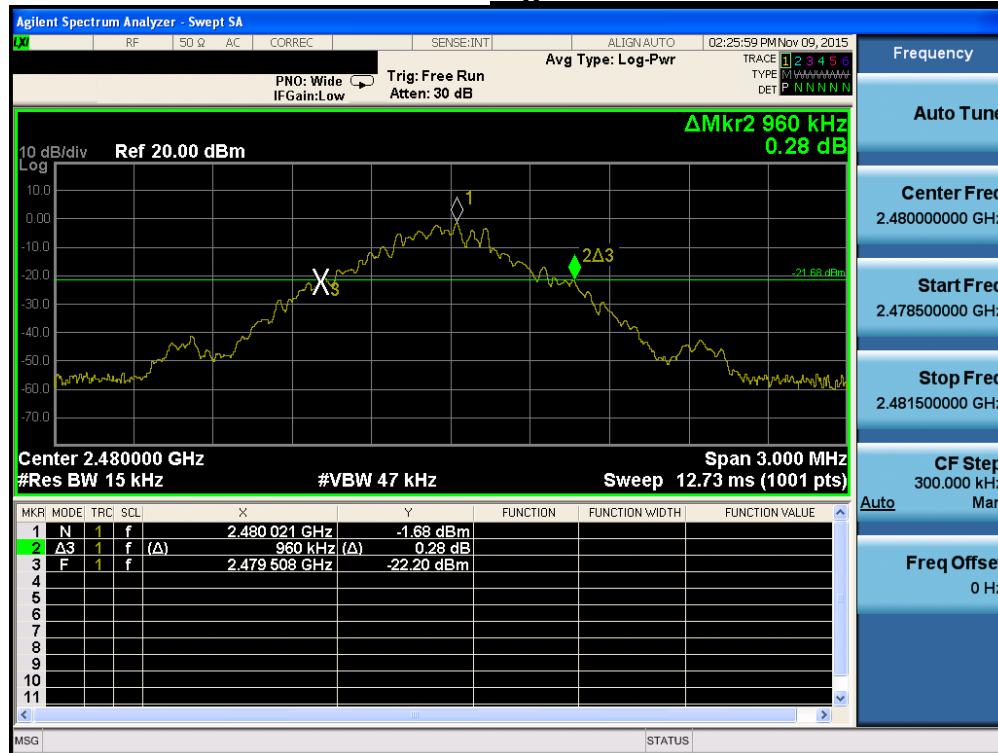 Agilent Spectrum Analyzer - Swept SA
LXI RF 50 Ω AC CORREC SENSE:INT ALIGN AUTO 02:25:59 PM Nov 09, 2015
Avg Type: Log-Pwr
TRACE 1 2 3 4 5 6
PNO: Wide Trig: Free Run
TYPE M WWWWW
IFGain:Low Atten: 30 dB
DET P N N N N N
ΔMkr2 960 kHz
0.28 dB
10 dB/div Ref 20.00 dBm
Log
10.0
0.00
-10.0
-20.0
-30.0
-40.0
-50.0
-60.0
-70.0
1
2Δ3
-21.68 dBm
3
Center 2.480000 GHz Span 3.000 MHz
#Res BW 15 kHz #VBW 47 kHz Sweep 12.73 ms (1001 pts)
MKR MODE TRC SCL X Y FUNCTION FUNCTION WIDTH FUNCTION VALUE
1 N 1 f 2.480 021 GHz -1.68 dBm
2 Δ3 1 f (Δ) 960 kHz (Δ) 0.28 dB
3 F 1 f 2.479 508 GHz -22.20 dBm
4
5
6
7
8
9
10
11
MSG STATUS
Frequency
Auto Tune
Center Freq
2.480000000 GHz
Start Freq
2.478500000 GHz
Stop Freq
2.481500000 GHz
CF Step
300.000 kHz
Auto Man
Freq Offset
0 Hz